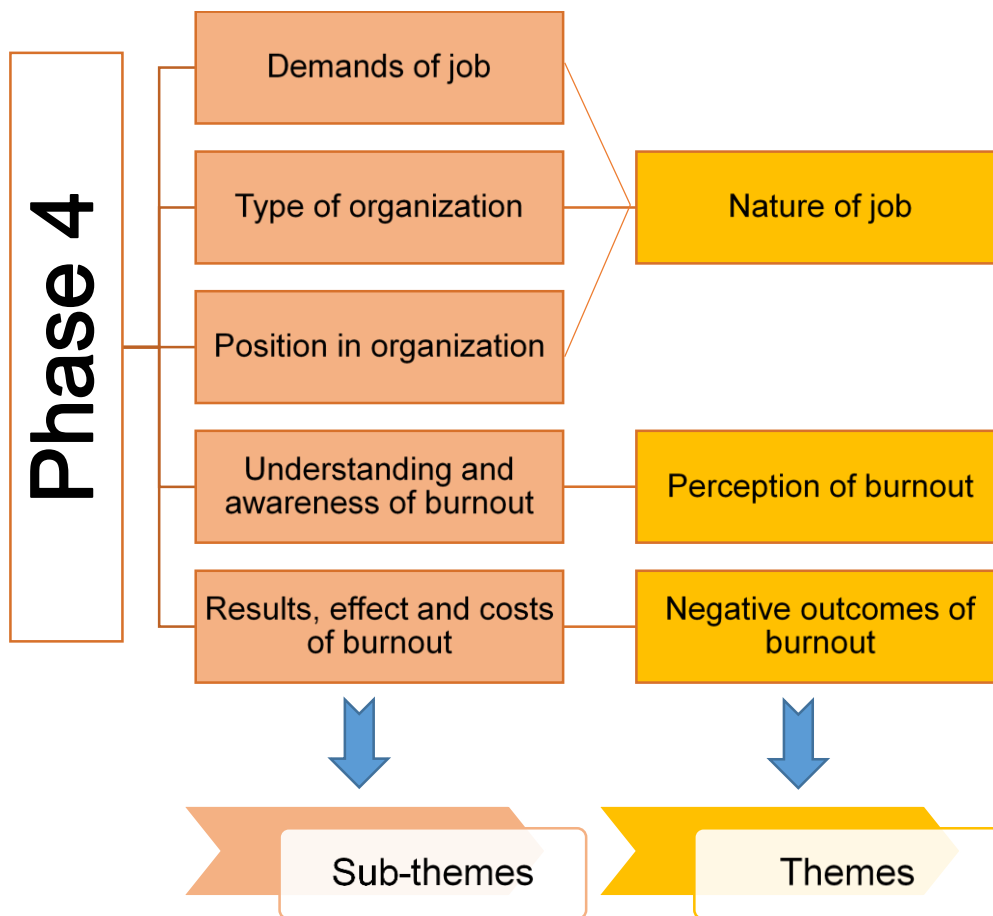 Phase 4
Demands of job
Type of organization
Nature of job
Position in organization
Understanding and
awareness of burnout
Perception of burnout
Results, effect and costs
of burnout
Negative outcomes of
burnout
Sub-themes
Themes